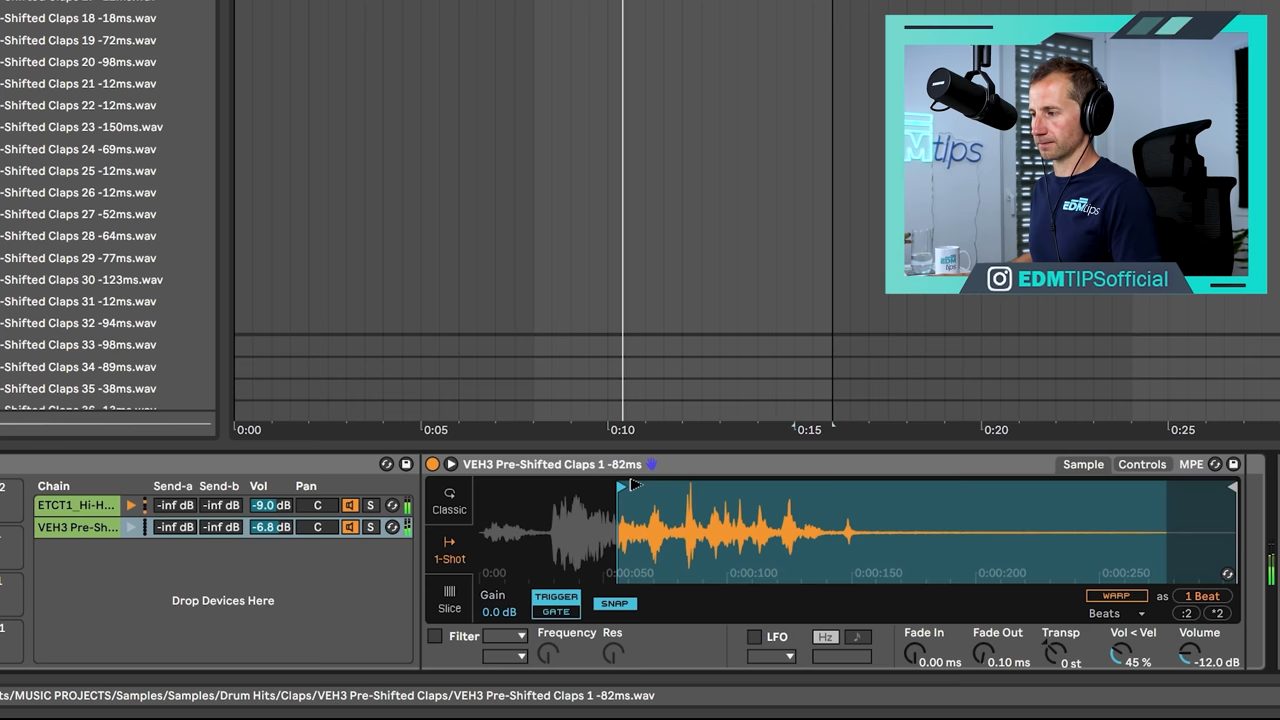 -Shifted Claps 18 -18ms.wav
-Shifted Claps 19 -72ms.wav
-Shifted Claps 20 -98ms.wav
-Shifted Claps 21 -12ms.wav
-Shifted Claps 22 -12ms.wav
-Shifted Claps 23 -150ms.wav
-Shifted Claps 24 -69ms.wav
-Shifted Claps 25 -12ms.wav
-Shifted Claps 26 -12ms.wav
-Shifted Claps 27 -52ms.wav
-Shifted Claps 28 -64ms.wav
-Shifted Claps 29 -77ms.wav
-Shifted Claps 30 -123ms.wav
-Shifted Claps 31 -12ms.wav
-Shifted Claps 32 -94ms.wav
-Shifted Claps 33 -98ms.wav
-Shifted Claps 34 -89ms.wav
-Shifted Claps 35 -38ms.wav
M tips
EDMtips
EDMTIPSofficial
0:00 0:05 0:10 0:15 0:20 0:25
Chain Send-a Send-b Vol Pan
ETCT1_Hi-H... -inf dB -inf dB -9.0 dB C S
VEH3 Pre-Sh... -inf dB -inf dB -6.8 dB C S
Drop Devices Here
VEH3 Pre-Shifted Claps 1 -82ms Sample Controls MPE
Classic
1-Shot
Slice
0:00 0:00:050 0:00:100 0:00:150 0:00:200 0:00:250
Gain
0.0 dB
TRIGGER
GATE
SNAP
WARP as 1 Beat
Beats :2 *2
Filter Frequency Res LFO Hz Fade In Fade Out Transp Vol < Vel Volume
0.00 ms 0.10 ms 0 st 45 % -12.0 dB
ts/MUSIC PROJECTS/Samples/Samples/Drum Hits/Claps/VEH3 Pre-Shifted Claps/VEH3 Pre-Shifted Claps 1 -82ms.wav